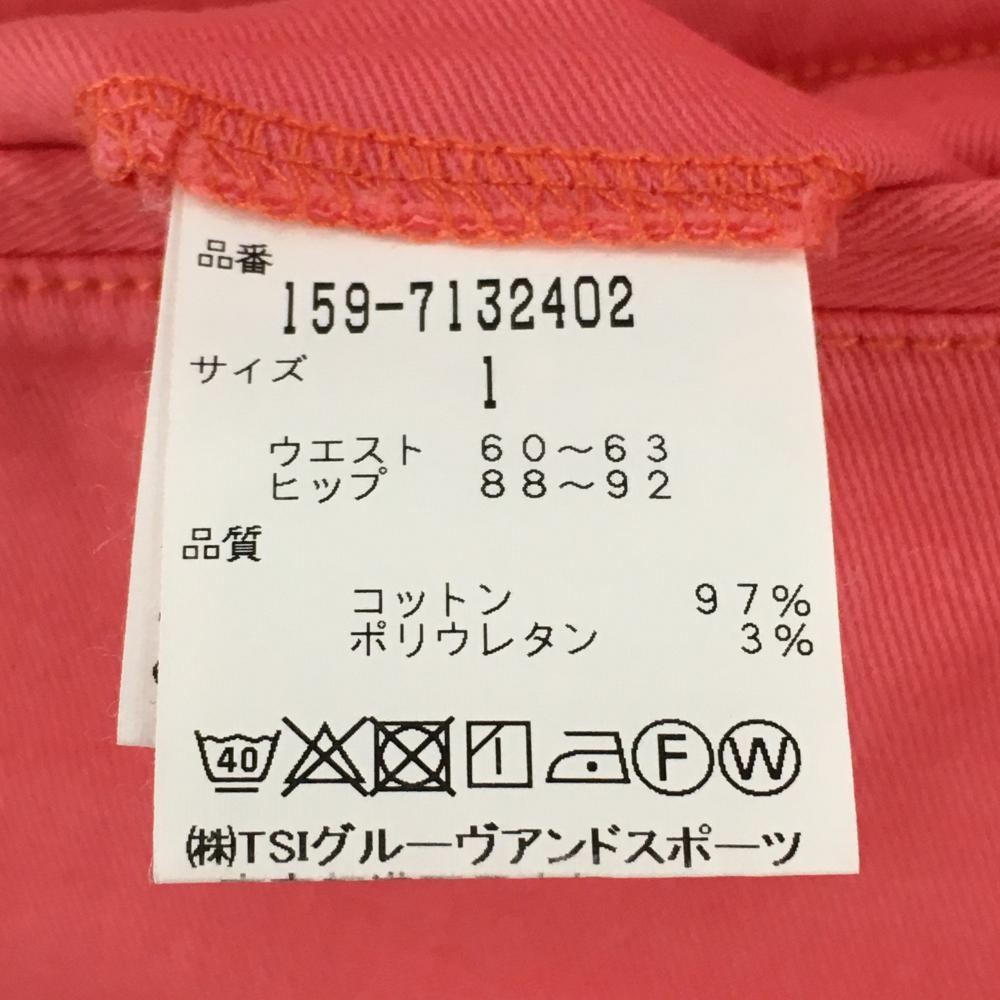 品番
159-7132402
サイズ 1
ウエスト 60～63
ヒップ 88～92
品質
コットン 97%
ポリウレタン 3%
40 F W
㈱TSIグルーヴアンドスポーツ